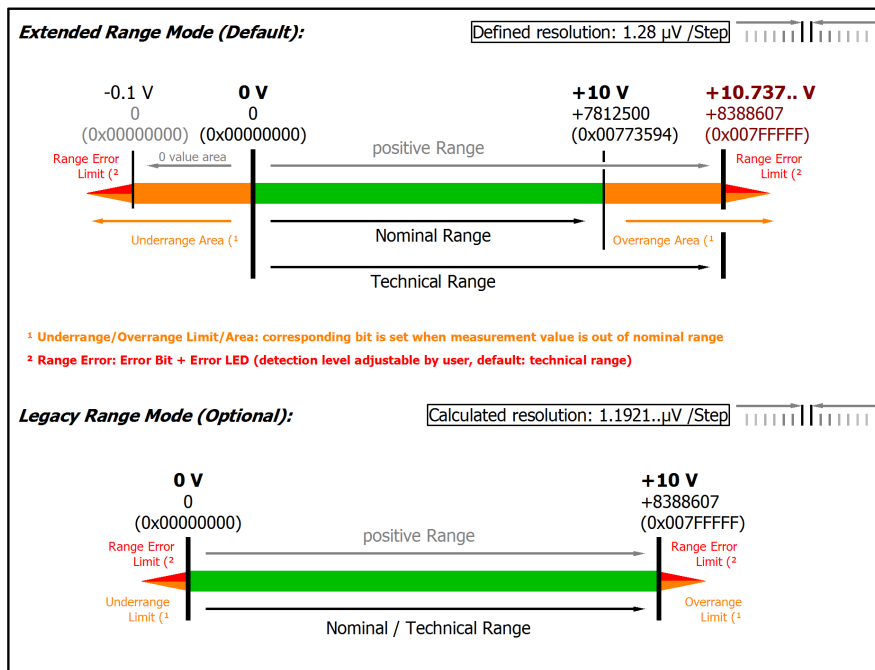 Extended Range Mode (Default):
Defined resolution: 1.28 µV /Step
-0.1 V
0
(0x00000000)
0 V
0
(0x00000000)
+10 V
+7812500
(0x00773594)
+10.737.. V
+8388607
(0x007FFFFF)
Range Error
Limit (²
0 value area
positive Range
Range Error
Limit (²
Underrange Area (¹
Nominal Range
Overrange Area (¹
Technical Range
¹ Underrange/Overrange Limit/Area: corresponding bit is set when measurement value is out of nominal range
² Range Error: Error Bit + Error LED (detection level adjustable by user, default: technical range)
Legacy Range Mode (Optional):
Calculated resolution: 1.1921..µV /Step
0 V
0
(0x00000000)
+10 V
+8388607
(0x007FFFFF)
Range Error
Limit (²
positive Range
Range Error
Limit (²
Underrange
Limit (¹
Nominal / Technical Range
Overrange
Limit (¹